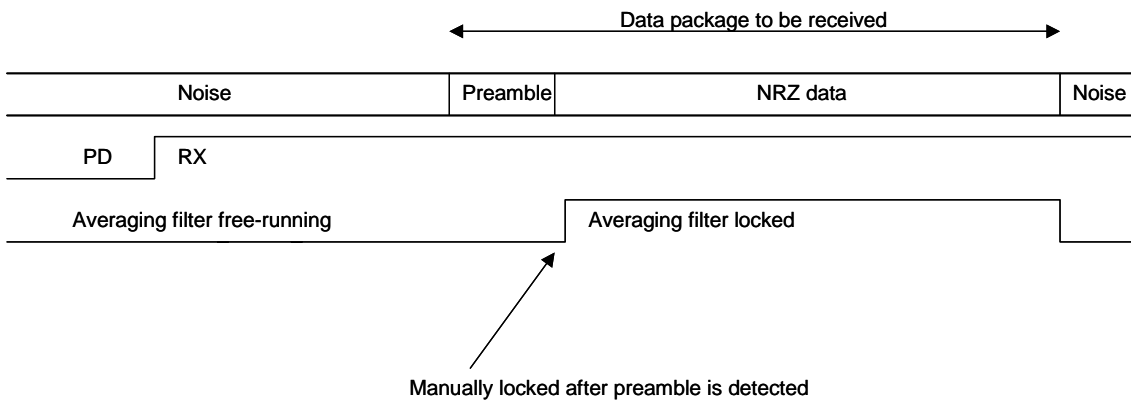 Data package to be received
Noise Preamble NRZ data Noise
PD RX
Averaging filter free-running Averaging filter locked
Manually locked after preamble is detected